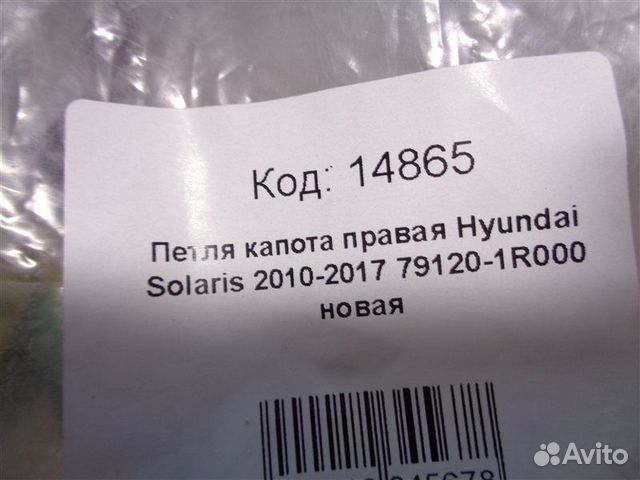 Код: 14865
Петля капота правая Hyundai
Solaris 2010-2017 79120-1R000
новая
Avito